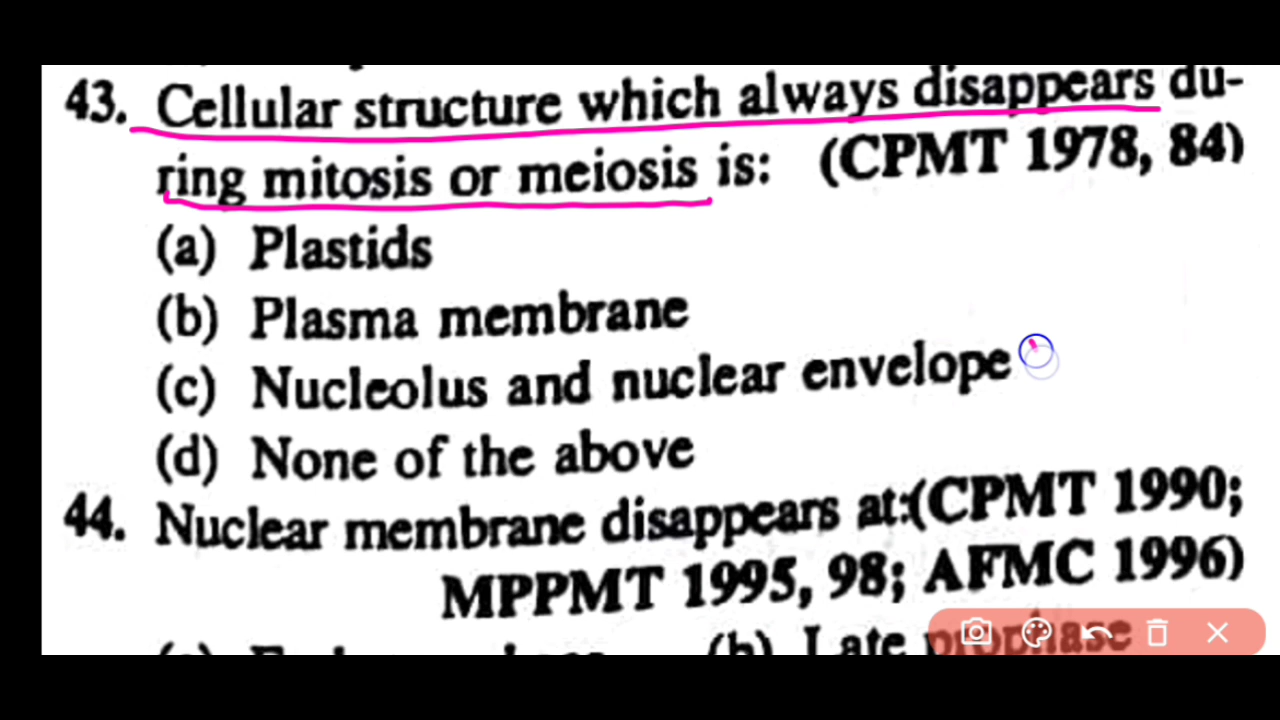 43. Cellular structure which always disappears du-
ring mitosis or meiosis is: (CPMT 1978, 84)
(a) Plastids
(b) Plasma membrane
(c) Nucleolus and nuclear envelope
(d) None of the above
44. Nuclear membrane disappears at:(CPMT 1990;
MPPMT 1995, 98; AFMC 1996)
(b) Late prophase